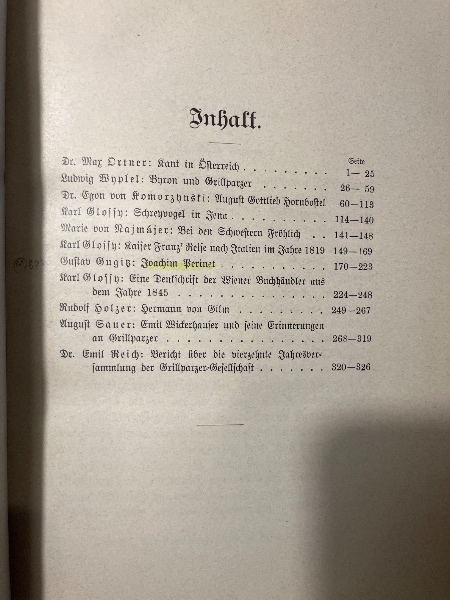 Inhalt.
Seite
Dr. Max Ortner: Kant in Österreich . . . . . . . . 1— 25
Ludwig Wyplel: Byron und Grillparzer . . . . . . . 26— 59
Dr. Egon von Komorzynski: August Gottlieb Hornbostel 60—113
Karl Glossy: Schreyvogel in Jena . . . . . . . . . 114—140
Marie von Najmájer: Bei den Schwestern Fröhlich . . 141—148
Karl Glossy: Kaiser Franz' Reise nach Italien im Jahre 1819 149—169
Gustav Gugitz: Joachim Perinet . . . . . . . . . . 170—223
Karl Glossy: Eine Denkschrift der Wiener Buchhändler aus
dem Jahre 1845 . . . . . . . . . . . . . 224—248
Rudolf Holzer: Hermann von Gilm . . . . . . . . . 249—267
August Sauer: Emil Wickerhauser und seine Erinnerungen
an Grillparzer . . . . . . . . . . . . . . 268—319
Dr. Emil Reich: Bericht über die vierzehnte Jahresver-
sammlung der Grillparzer-Gesellschaft . . . . . . . 320—326